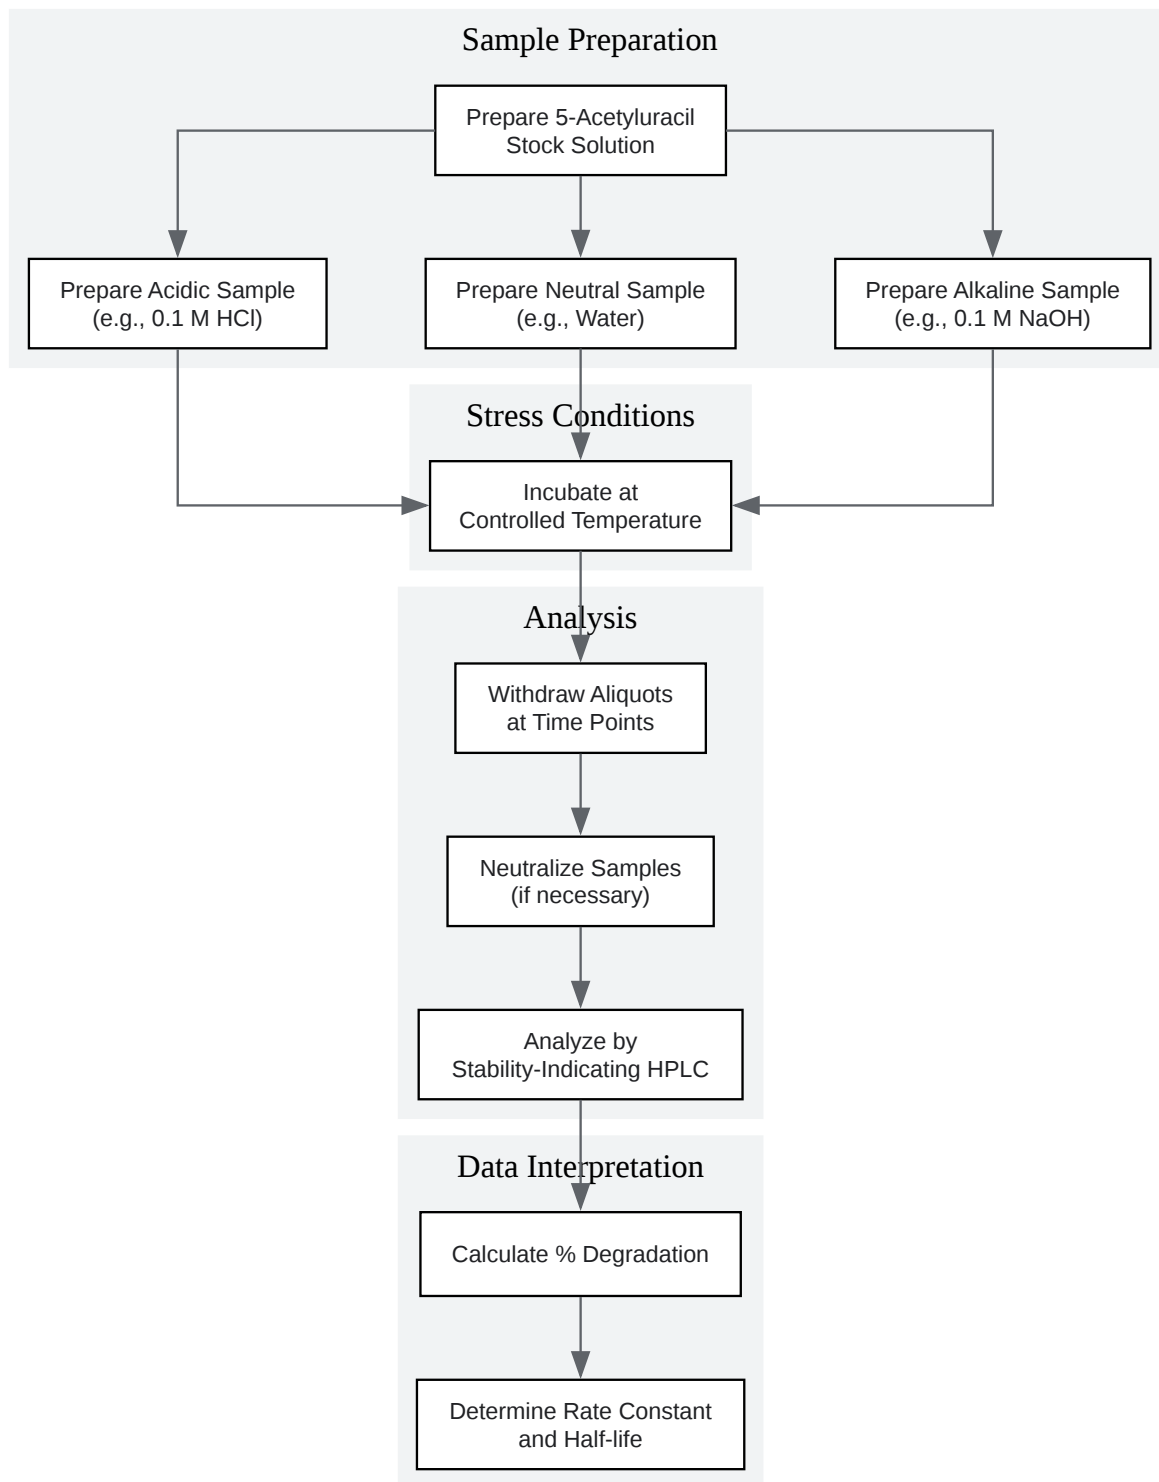 Sample Preparation
Prepare 5-Acetyluracil
Stock Solution
Prepare Acidic Sample
(e.g., 0.1 M HCl)
Prepare Neutral Sample
(e.g., Water)
Prepare Alkaline Sample
(e.g., 0.1 M NaOH)
Stress Conditions
Incubate at
Controlled Temperature
Analysis
Withdraw Aliquots
at Time Points
Neutralize Samples
(if necessary)
Analyze by
Stability-Indicating HPLC
Data Interpretation
Calculate % Degradation
Determine Rate Constant
and Half-life